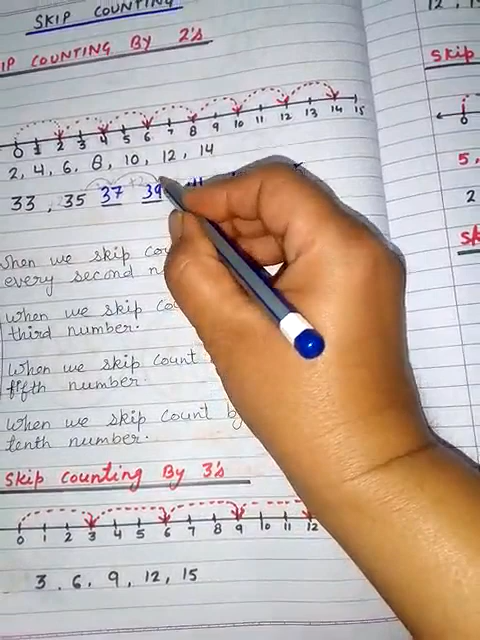 SKIP COUNTING
IP COUNTING BY 2's
0 1 2 3 4 5 6 7 8 9 10 11 12 13 14 15
2, 4, 6, 8, 10, 12, 14
33, 35 37 39
When we skip
every second
When we skip
third number.
When we skip count
fifth number.
When we skip count
tenth number.
Skip Counting By 3's
0 1 2 3 4 5 6 7 8 9 10 11 12
3, 6, 9, 12, 15
12,
Skip
0
5,
2
Sk